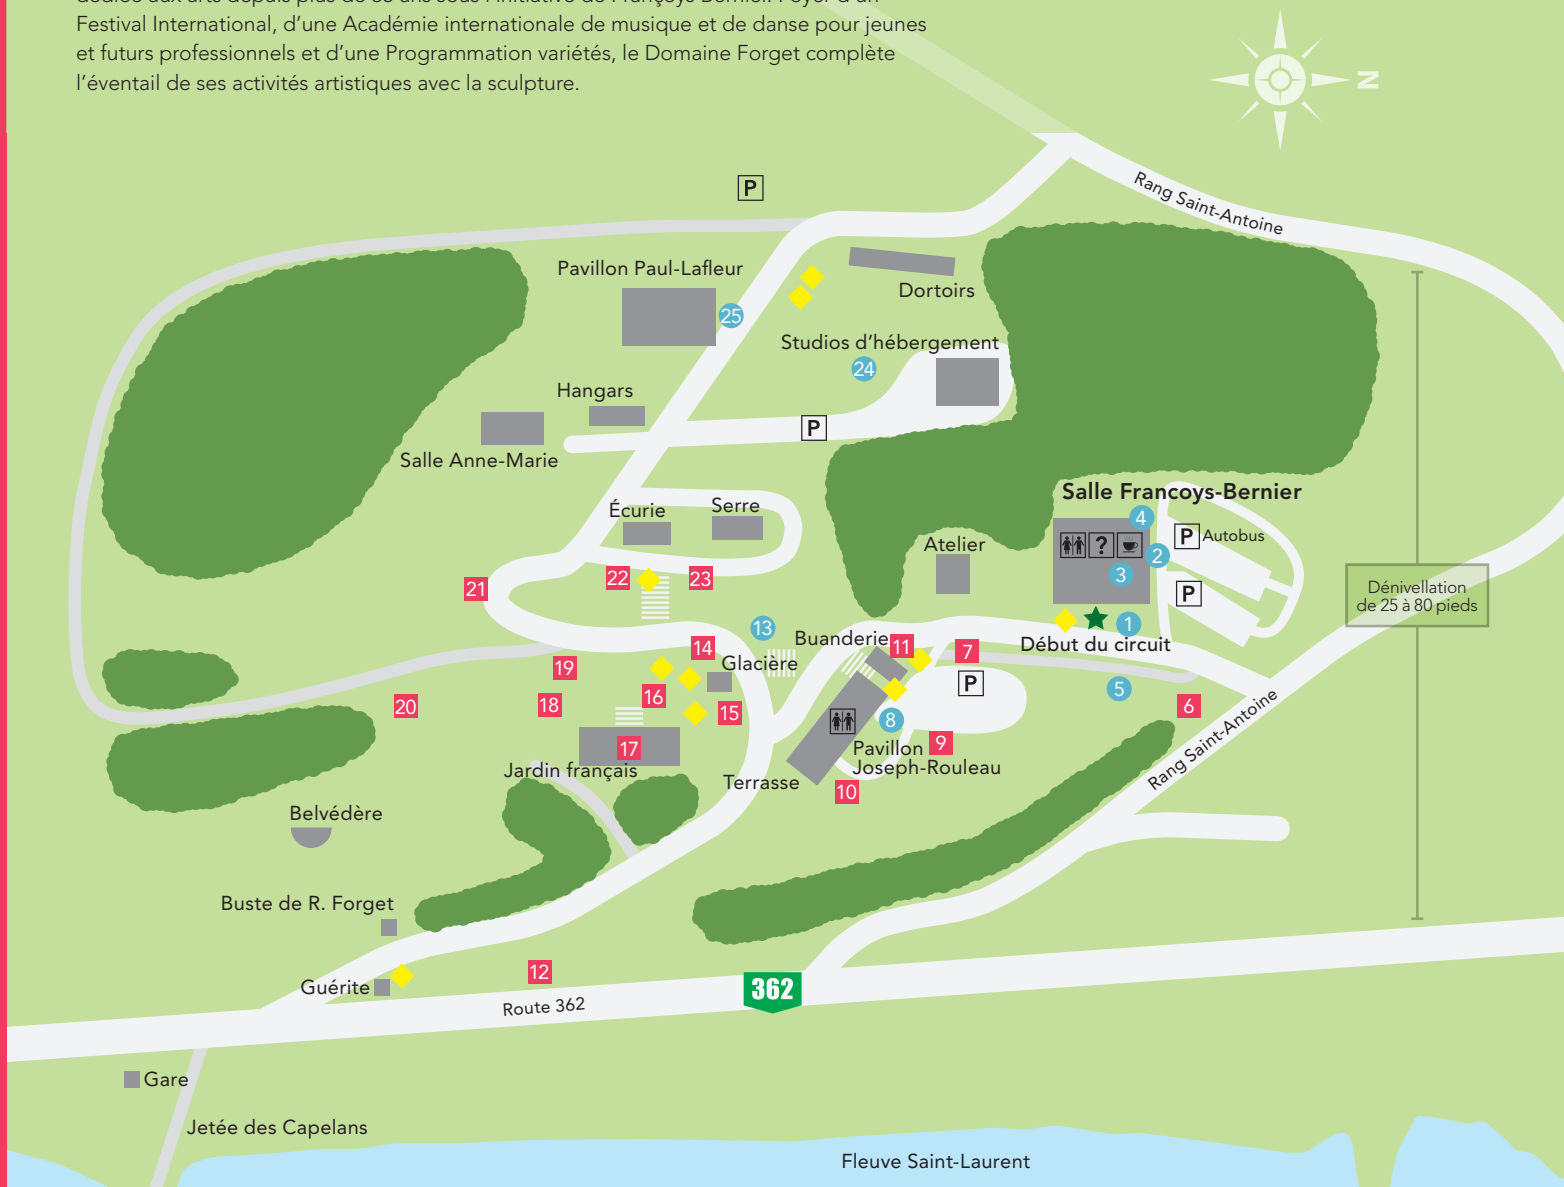 Festival International, d'une Académie internationale de musique et de danse pour jeunes
et futurs professionnels et d'une Programmation variétés, le Domaine Forget complète
l'éventail de ses activités artistiques avec la sculpture.
N
Rang Saint-Antoine
P
Pavillon Paul-Lafleur
25
Dortoirs
Studios d'hébergement
24
Hangars
P
Salle Anne-Marie
Salle Francoys-Bernier
4
Écurie
Serre
P Autobus
Atelier
?
2
3
21
22
23
P
Dénivellation
de 25 à 80 pieds
13
1
Buanderie
11
7
Début du circuit
14
Glacière
19
16
18
15
20
P
5
6
8
17
Jardin français
Pavillon
Joseph-Rouleau
9
Terrasse
10
Rang Saint-Antoine
Belvédère
Buste de R. Forget
12
Guérite
362
Route 362
Gare
Jetée des Capelans
Fleuve Saint-Laurent